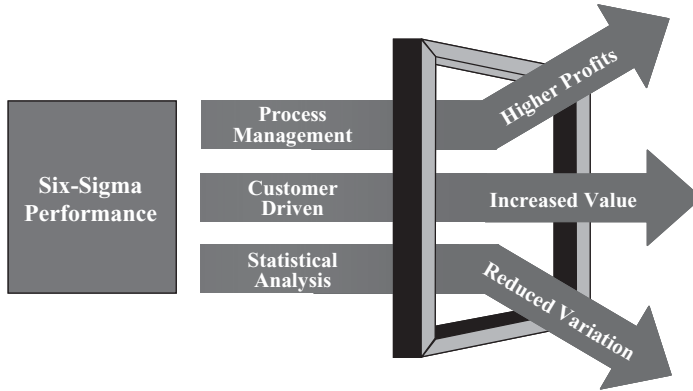 Six-Sigma
Performance
Process
Management
Higher Profits
Customer
Driven
Increased Value
Statistical
Analysis
Reduced Variation